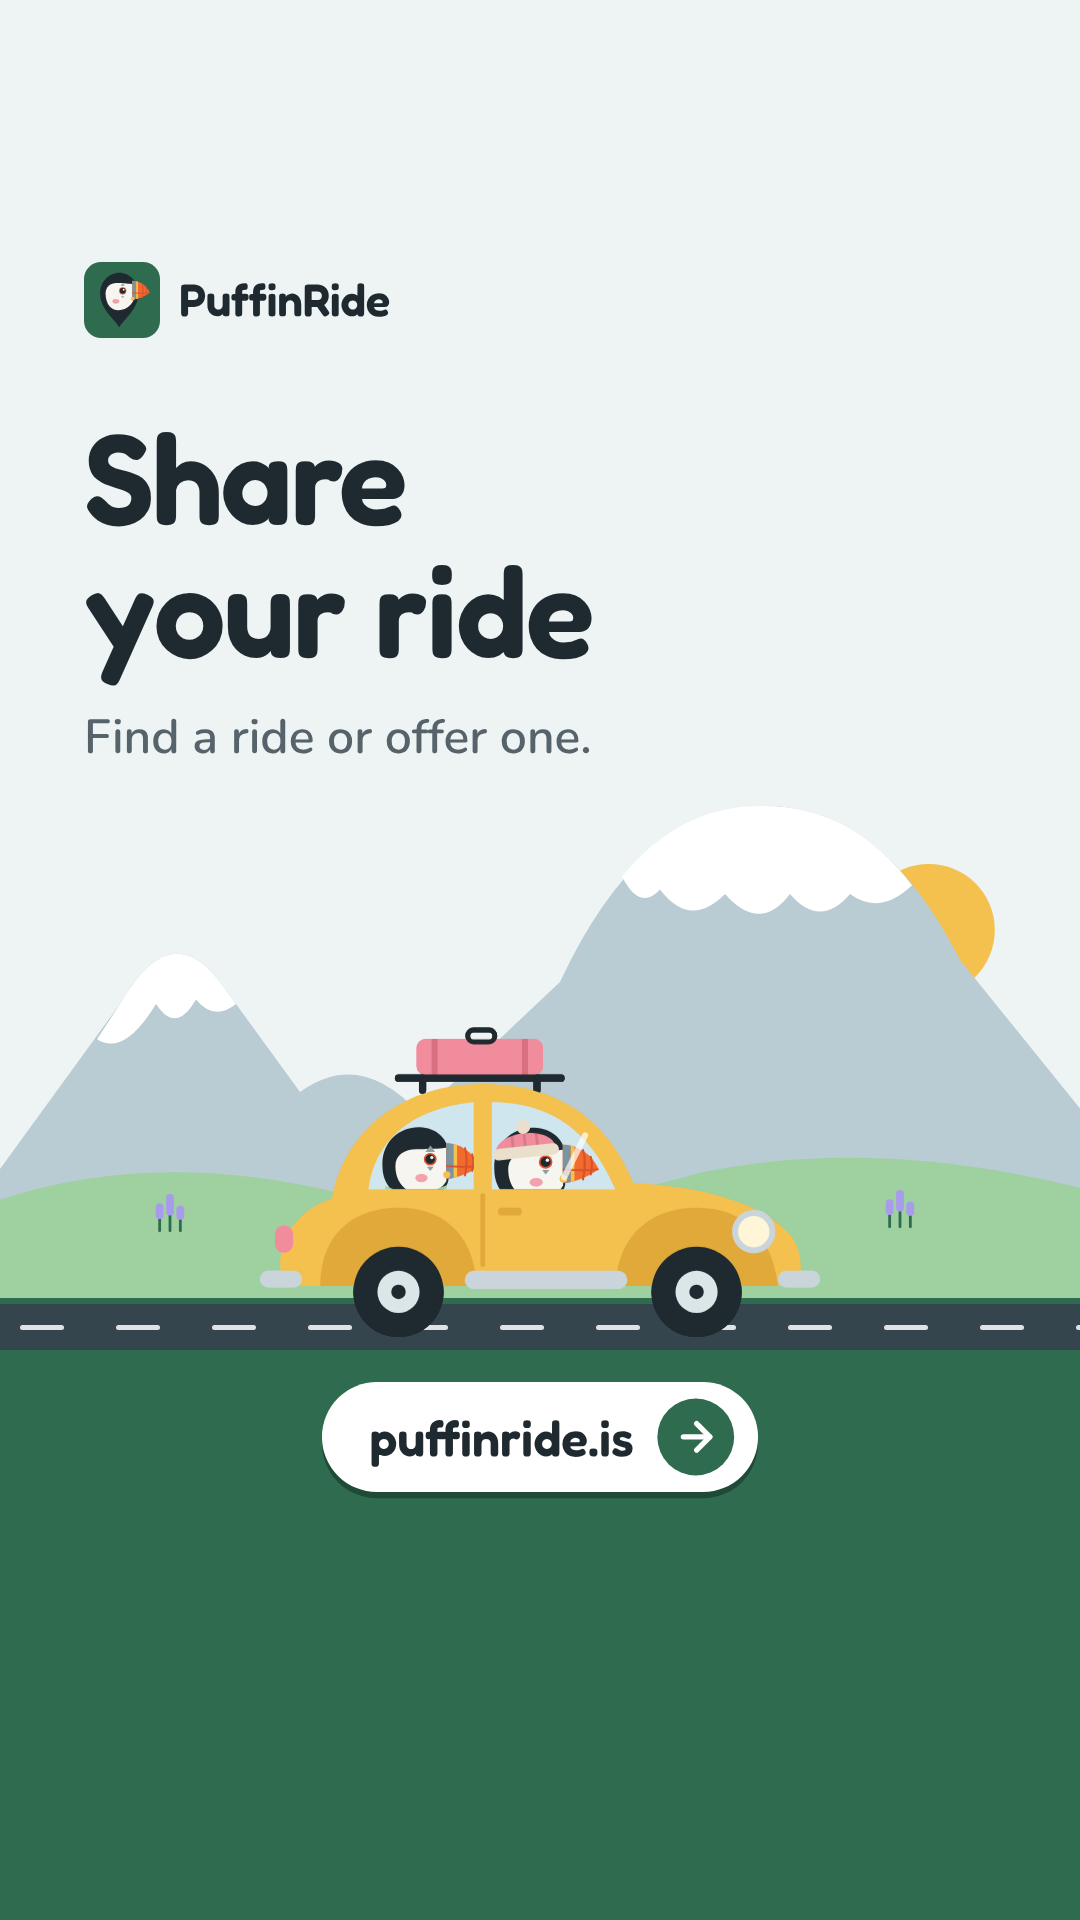 PuffinRide
Share
your ride
Find a ride or offer one.
puffinride.is